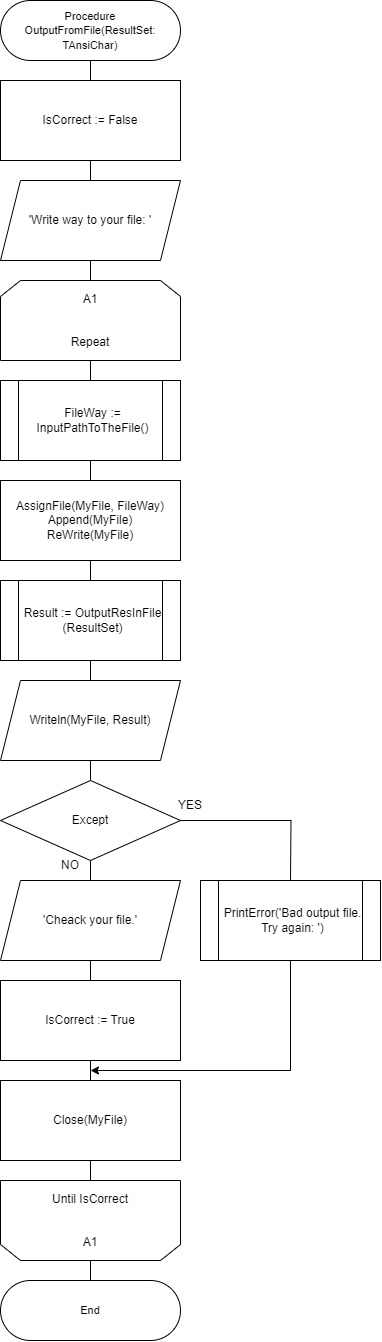 Procedure
OutputFromFile(ResultSet:
TAnsiChar)
IsCorrect := False
'Write way to your file: '
A1
Repeat
FileWay :=
InputPathToTheFile()
AssignFile(MyFile, FileWay)
Append(MyFile)
ReWrite(MyFile)
Result := OutputResInFile
(ResultSet)
Writeln(MyFile, Result)
Except
YES
NO
'Cheack your file.'
PrintError('Bad output file.
Try again: ')
IsCorrect := True
Close(MyFile)
Until IsCorrect
A1
End